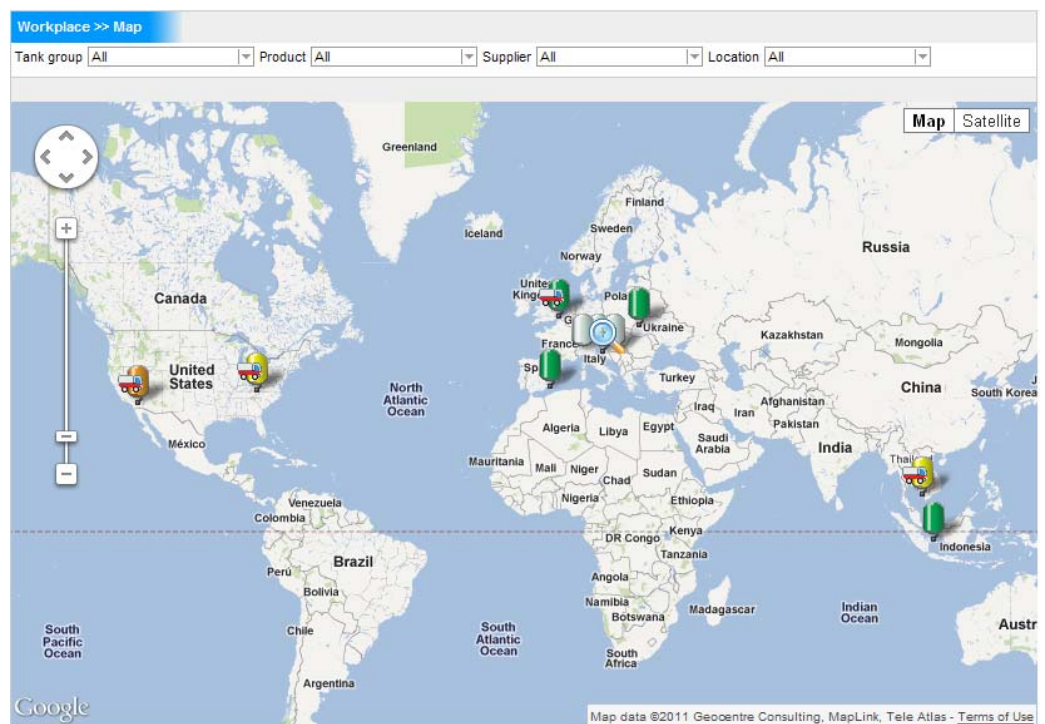 Workplace >> Map
Tank group All Product All Supplier All Location All
Map Satellite
Greenland
Finland
Iceland
Sweden
Russia
Norway
Canada
Ukraine
Kazakhstan
Mongolia
France
Italy
United
States
Turkey
China
South Korea
North
Atlantic
Ocean
Afghanistan
Iraq
Iran
Pakistan
Algeria
Libya
Egypt
Saudi
Arabia
India
México
Mauritania
Mali
Niger
Chad
Sudan
Nigeria
Ethiopia
Venezuela
Colombia
Kenya
DR Congo
Indonesia
Tanzania
Brazil
Perú
Angola
Bolivia
Namibia
Botswana
Madagascar
Indian
Ocean
South
Pacific
Ocean
Chile
South
Atlantic
Ocean
Austr
South
Africa
Argentina
Google
Map data ©2011 Geocentre Consulting, MapLink, Tele Atlas - Terms of Use